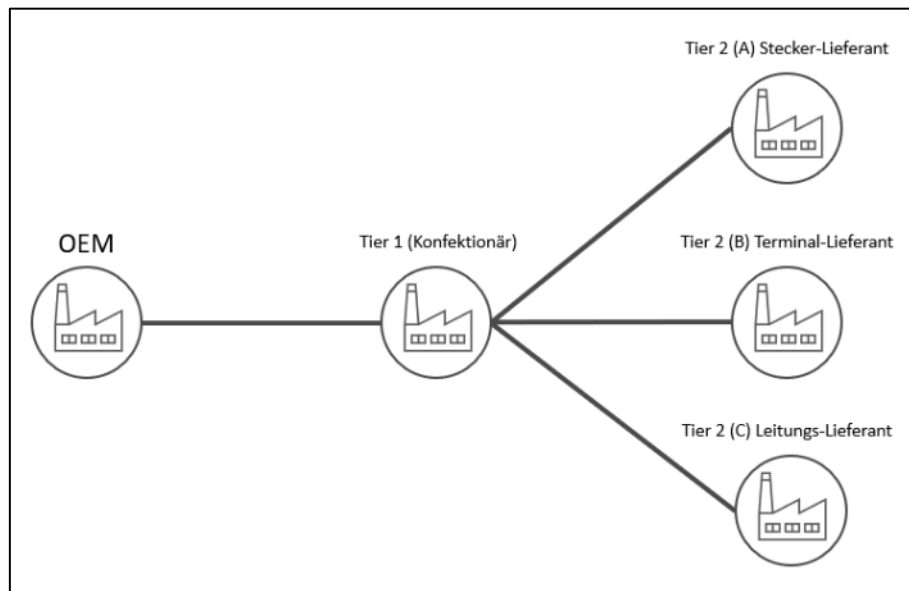 Tier 2 (A) Stecker-Lieferant
OEM
Tier 1 (Konfektionär)
Tier 2 (B) Terminal-Lieferant
Tier 2 (C) Leitungs-Lieferant